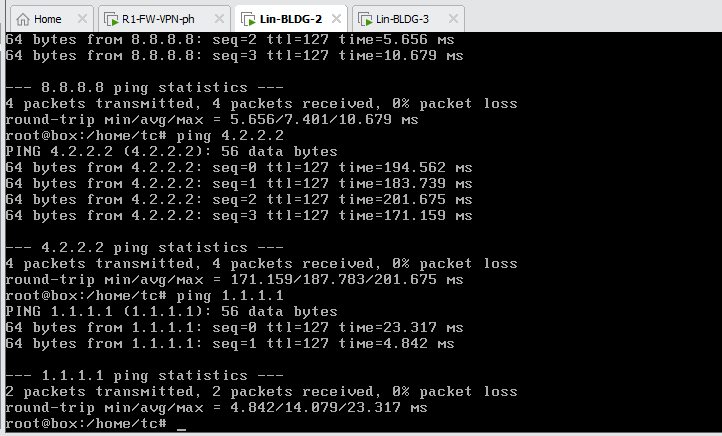 Home
R1-FW-VPN-ph
Lin-BLDG-2
Lin-BLDG-3
64 bytes from 8.8.8.8: seq=2 ttl=127 time=5.656 ms
64 bytes from 8.8.8.8: seq=3 ttl=127 time=10.679 ms
--- 8.8.8.8 ping statistics ---
4 packets transmitted, 4 packets received, 0% packet loss
round-trip min/avg/max = 5.656/7.401/10.679 ms
root@box:/home/tc# ping 4.2.2.2
PING 4.2.2.2 (4.2.2.2): 56 data bytes
64 bytes from 4.2.2.2: seq=0 ttl=127 time=194.562 ms
64 bytes from 4.2.2.2: seq=1 ttl=127 time=183.739 ms
64 bytes from 4.2.2.2: seq=2 ttl=127 time=201.675 ms
64 bytes from 4.2.2.2: seq=3 ttl=127 time=171.159 ms
--- 4.2.2.2 ping statistics ---
4 packets transmitted, 4 packets received, 0% packet loss
round-trip min/avg/max = 171.159/187.783/201.675 ms
root@box:/home/tc# ping 1.1.1.1
PING 1.1.1.1 (1.1.1.1): 56 data bytes
64 bytes from 1.1.1.1: seq=0 ttl=127 time=23.317 ms
64 bytes from 1.1.1.1: seq=1 ttl=127 time=4.842 ms
--- 1.1.1.1 ping statistics ---
2 packets transmitted, 2 packets received, 0% packet loss
round-trip min/avg/max = 4.842/14.079/23.317 ms
root@box:/home/tc# _